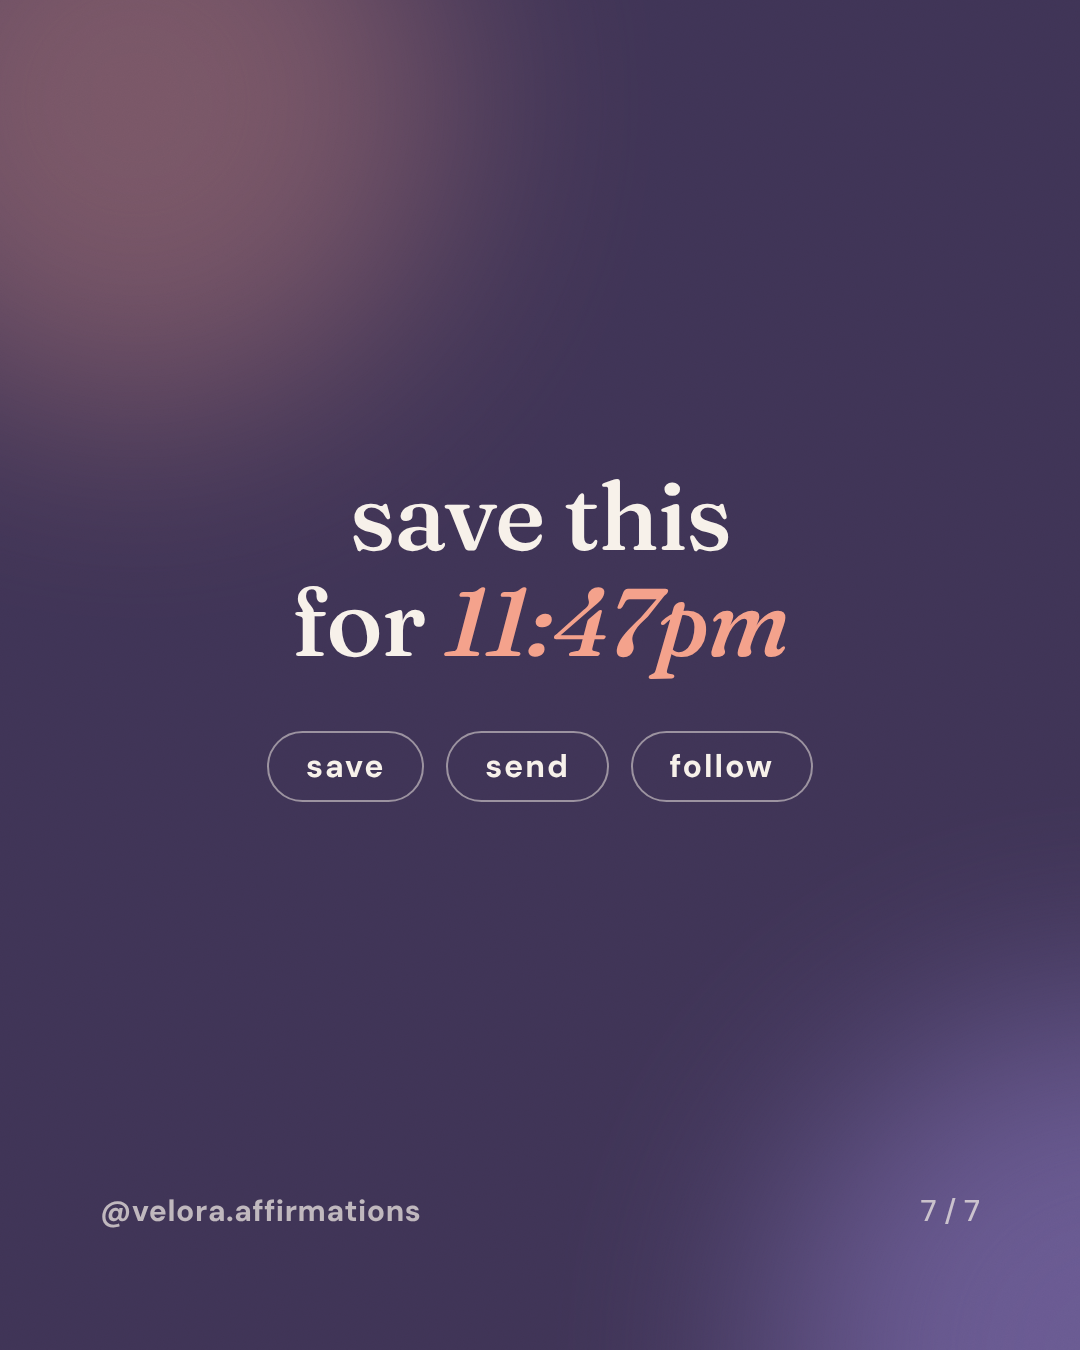 save this
for 11:47pm
save send follow
@velora.affirmations 7 / 7